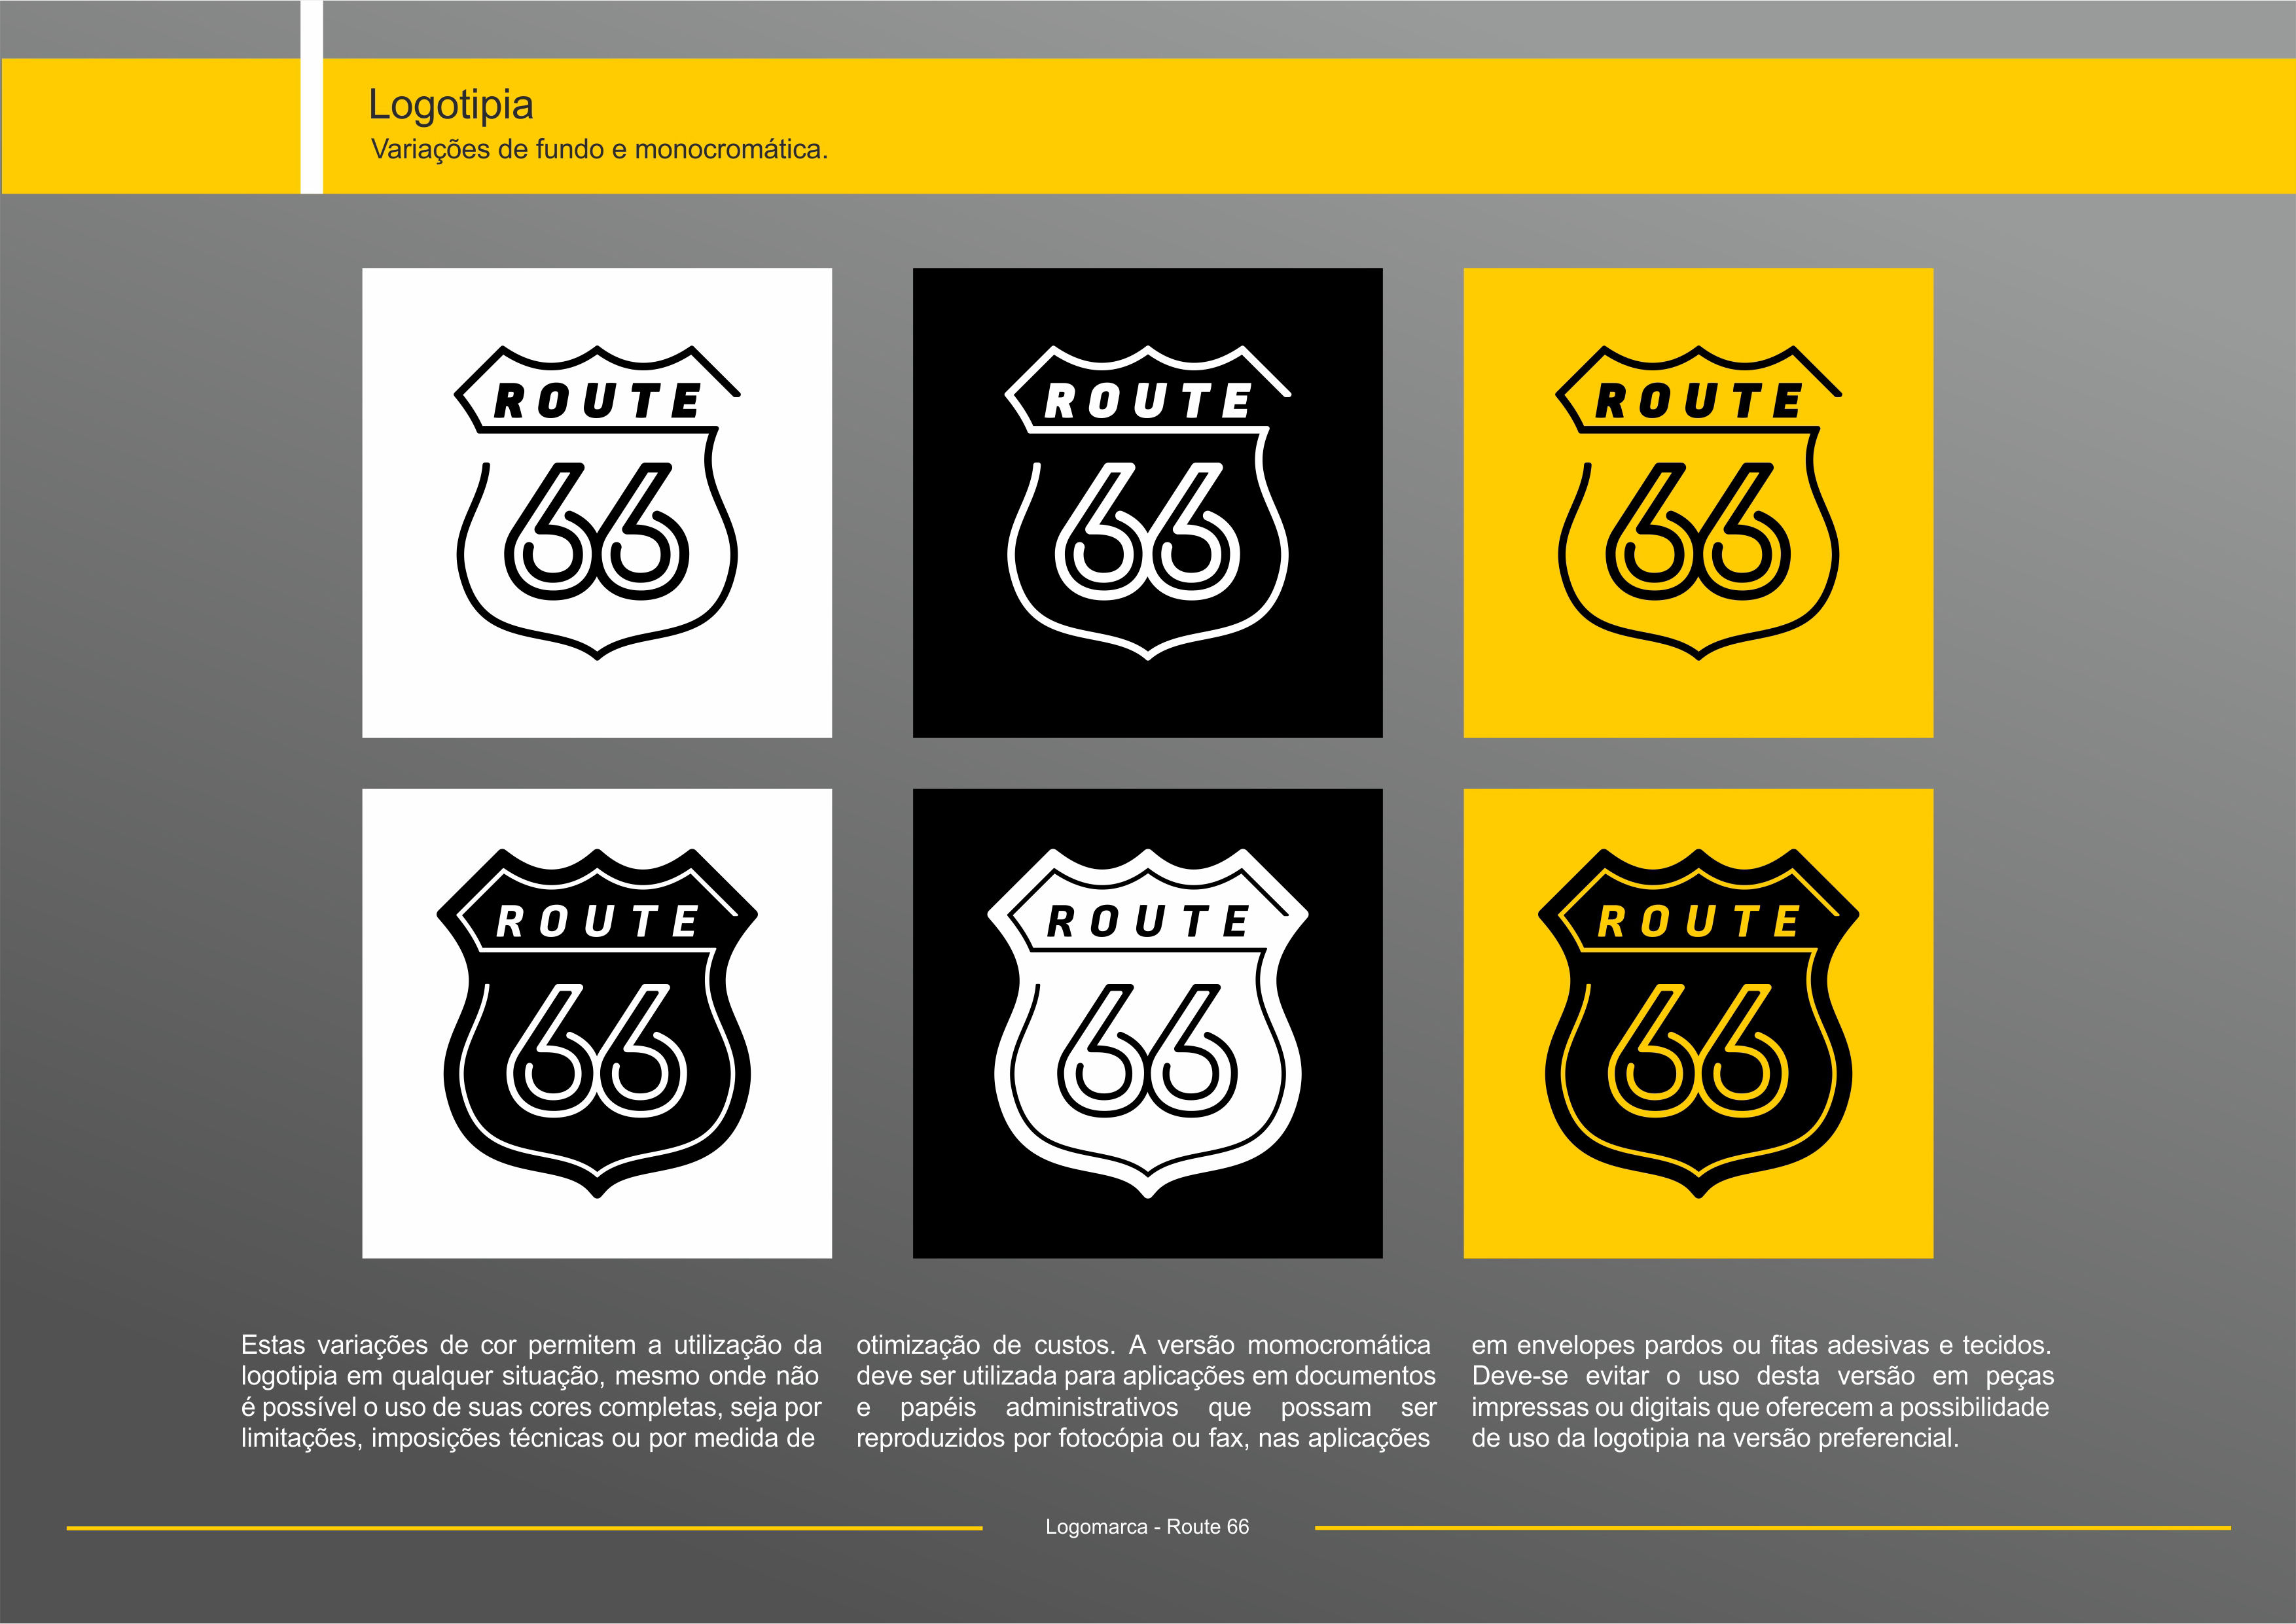 Logotipia
Variações de fundo e monocromática.
ROUTE
66
ROUTE
66
ROUTE
66
ROUTE
66
ROUTE
66
ROUTE
66
Estas variações de cor permitem a utilização da
logotipia em qualquer situação, mesmo onde não
é possível o uso de suas cores completas, seja por
limitações, imposições técnicas ou por medida de
otimização de custos. A versão momocromática
deve ser utilizada para aplicações em documentos
e papéis administrativos que possam ser
reproduzidos por fotocópia ou fax, nas aplicações
em envelopes pardos ou fitas adesivas e tecidos.
Deve-se evitar o uso desta versão em peças
impressas ou digitais que oferecem a possibilidade
de uso da logotipia na versão preferencial.
Logomarca - Route 66